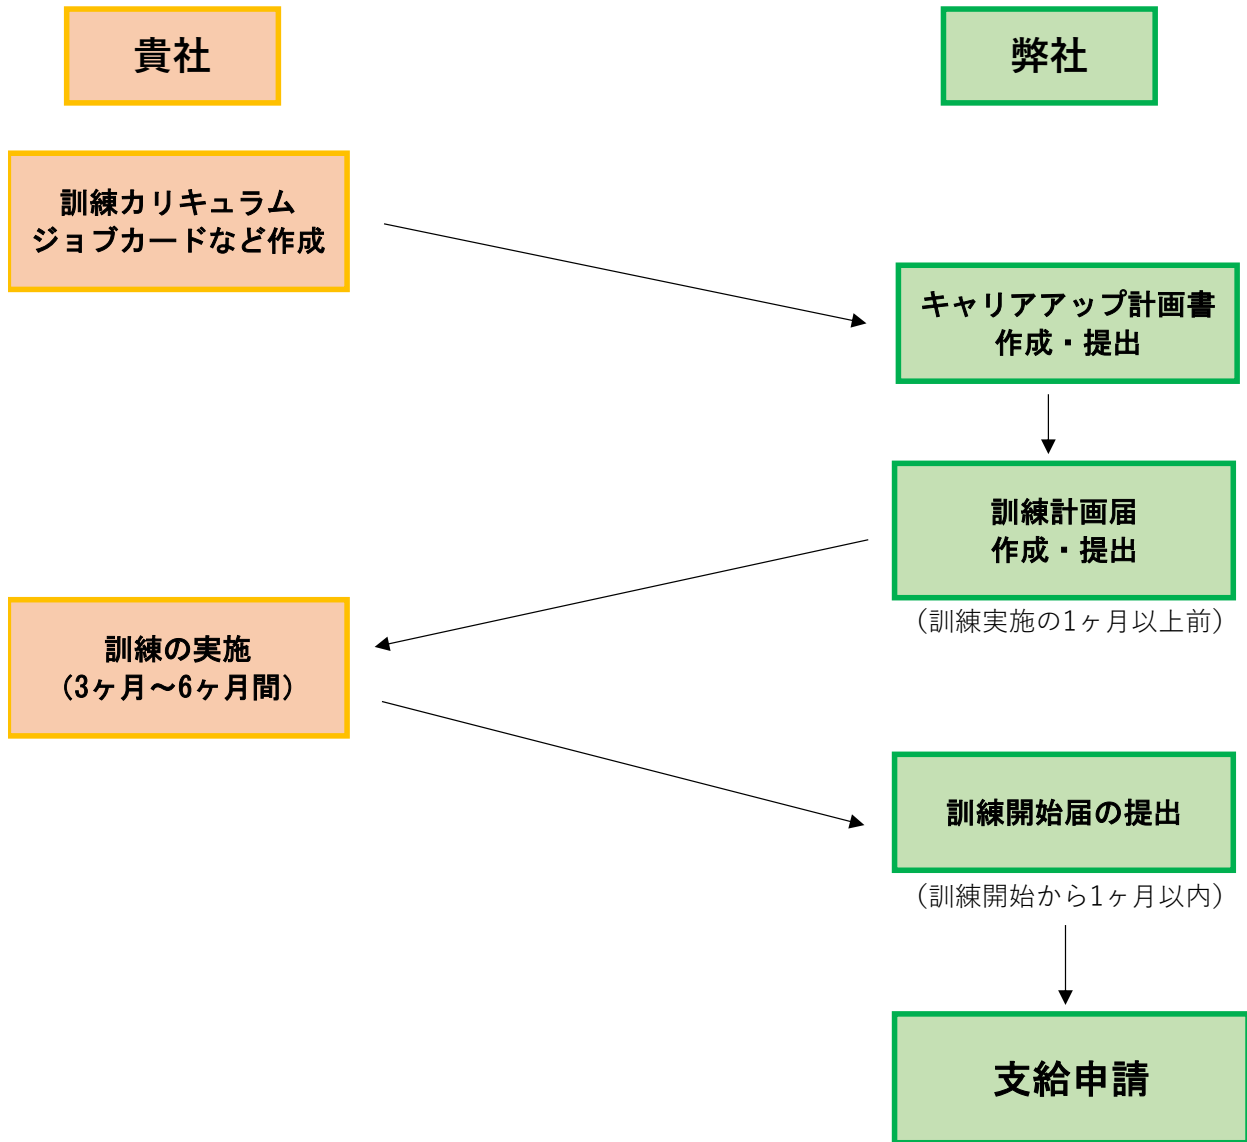 貴社
弊社
訓練カリキュラム
ジョブカードなど作成
キャリアアップ計画書
作成・提出
訓練計画届
作成・提出
（訓練実施の1ヶ月以上前）
訓練の実施
（3ヶ月～6ヶ月間）
訓練開始届の提出
（訓練開始から1ヶ月以内）
支給申請